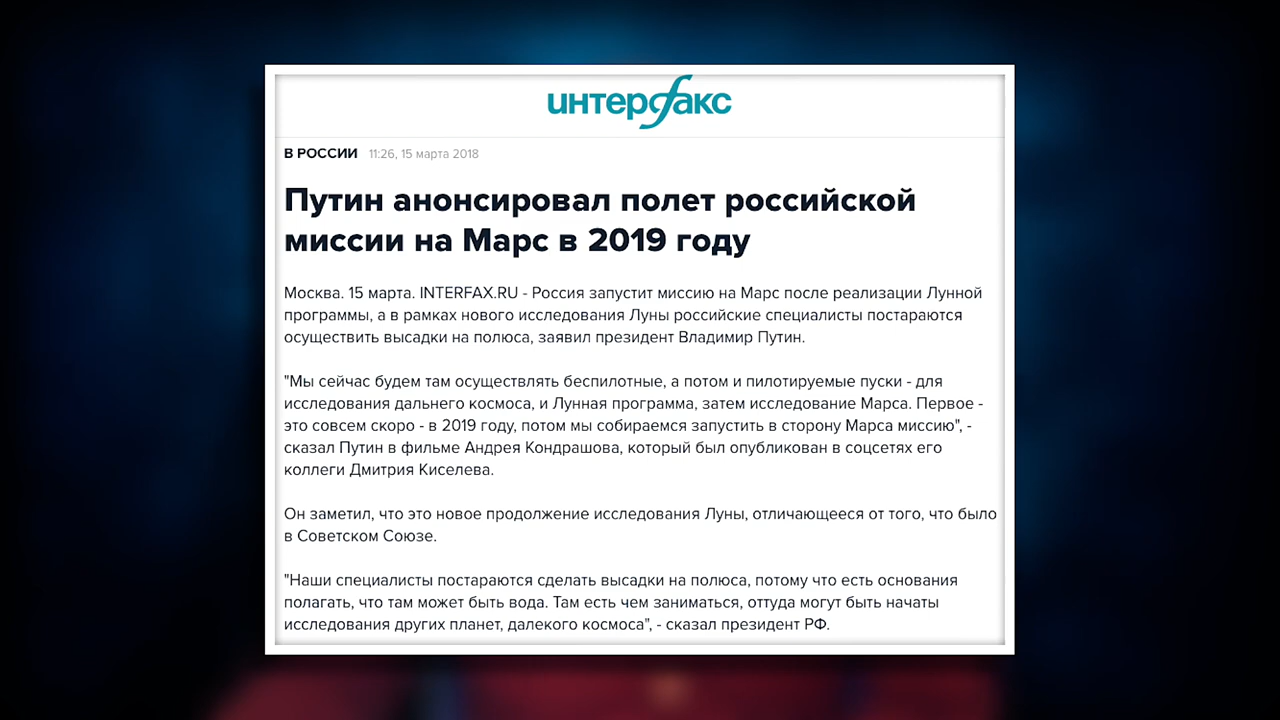 интерфакс
В РОССИИ 11:26, 15 марта 2018
Путин анонсировал полет российской
миссии на Марс в 2019 году
Москва. 15 марта. INTERFAX.RU - Россия запустит миссию на Марс после реализации Лунной
программы, а в рамках нового исследования Луны российские специалисты постараются
осуществить высадки на полюса, заявил президент Владимир Путин.
"Мы сейчас будем там осуществлять беспилотные, а потом и пилотируемые пуски - для
исследования дальнего космоса, и Лунная программа, затем исследование Марса. Первое -
это совсем скоро - в 2019 году, потом мы собираемся запустить в сторону Марса миссию", -
сказал Путин в фильме Андрея Кондрашова, который был опубликован в соцсетях его
коллеги Дмитрия Киселева.
Он заметил, что это новое продолжение исследования Луны, отличающееся от того, что было
в Советском Союзе.
"Наши специалисты постараются сделать высадки на полюса, потому что есть основания
полагать, что там может быть вода. Там есть чем заниматься, оттуда могут быть начаты
исследования других планет, далекого космоса", - сказал президент РФ.